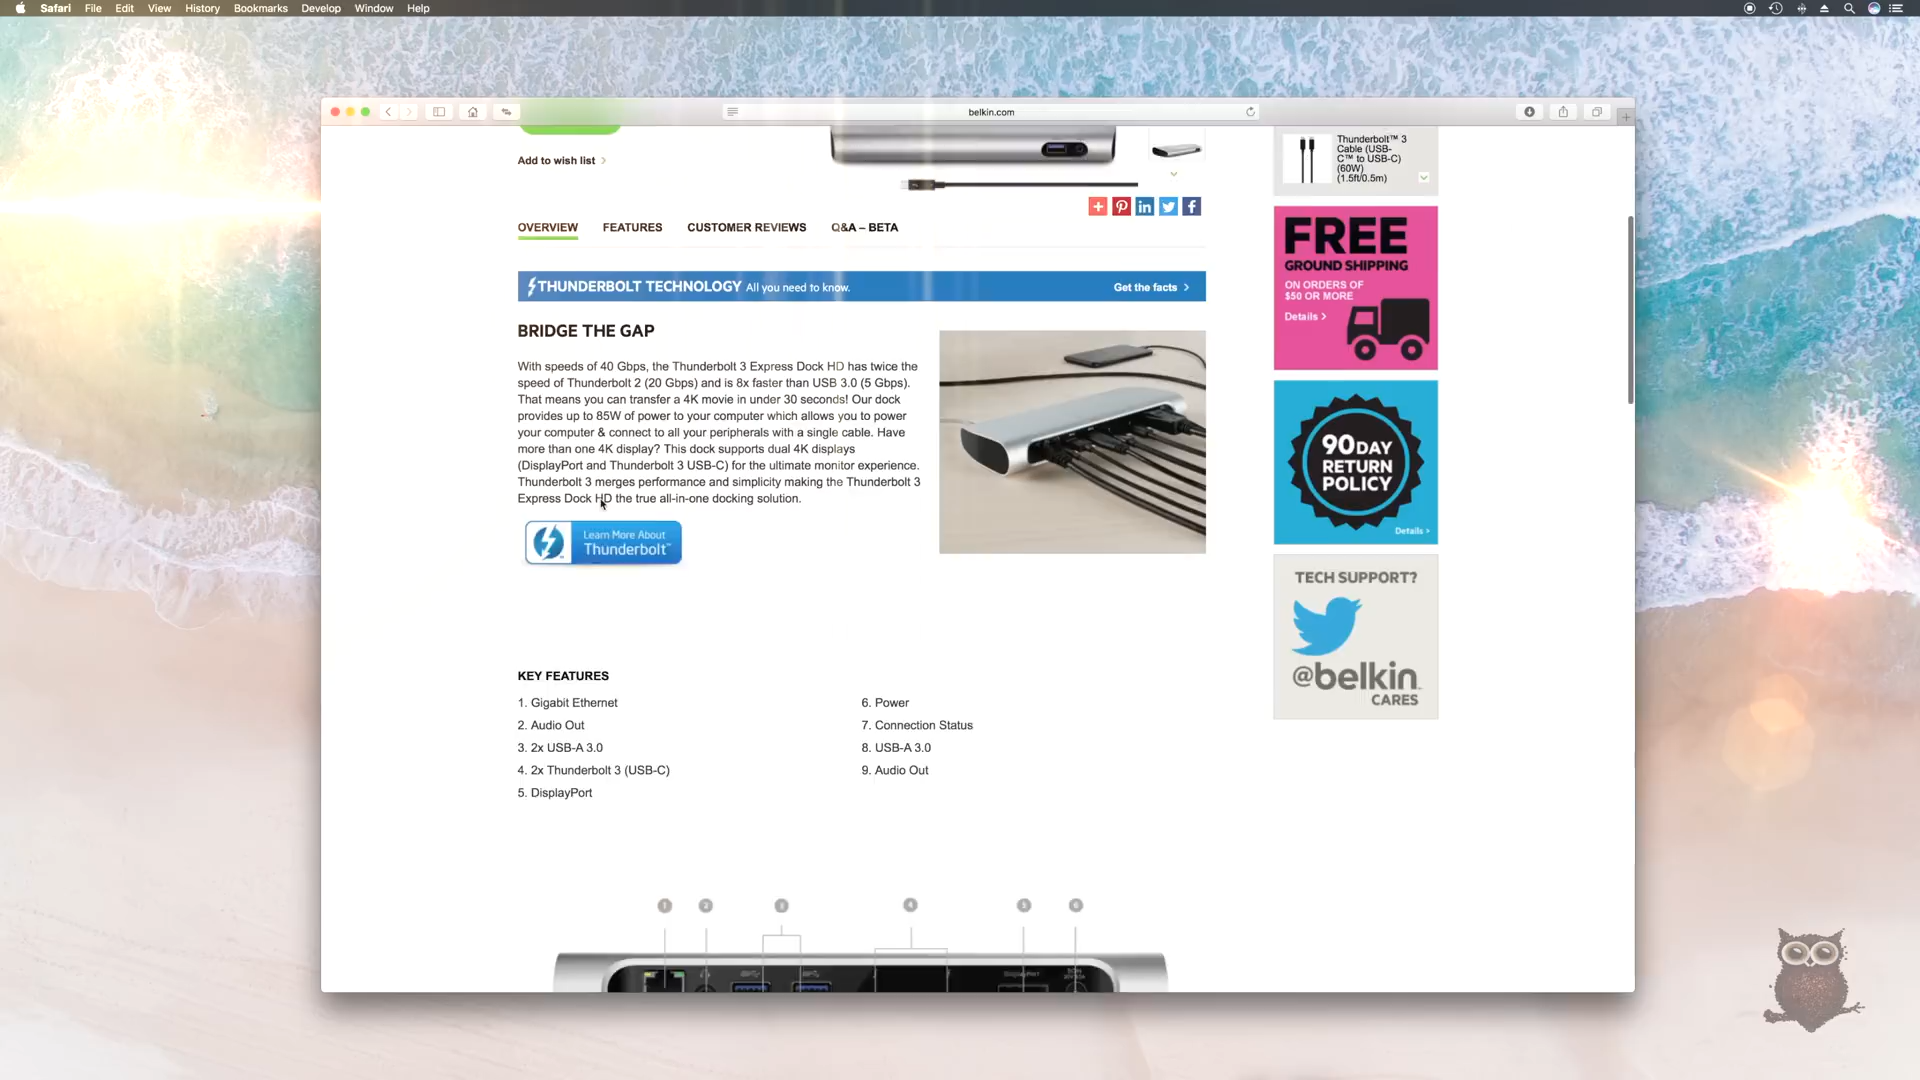 Safari File Edit View History Bookmarks Develop Window Help
belkin.com
Add to wish list
Thunderbolt™ 3
Cable (USB-
C™ to USB-C)
(60W)
(1.5ft/0.5m)
OVERVIEW FEATURES CUSTOMER REVIEWS Q&A – BETA
THUNDERBOLT TECHNOLOGY All you need to know. Get the facts
BRIDGE THE GAP
With speeds of 40 Gbps, the Thunderbolt 3 Express Dock HD has twice the
speed of Thunderbolt 2 (20 Gbps) and is 8x faster than USB 3.0 (5 Gbps).
That means you can transfer a 4K movie in under 30 seconds! Our dock
provides up to 85W of power to your computer which allows you to power
your computer & connect to all your peripherals with a single cable. Have
more than one 4K display? This dock supports dual 4K displays
(DisplayPort and Thunderbolt 3 USB-C) for the ultimate monitor experience.
Thunderbolt 3 merges performance and simplicity making the Thunderbolt 3
Express Dock HD the true all-in-one docking solution.
Learn More About
Thunderbolt™
FREE
GROUND SHIPPING
ON ORDERS OF
$50 OR MORE
Details >
90 DAY
RETURN
POLICY
Details >
TECH SUPPORT?
@belkin
CARES
KEY FEATURES
1. Gigabit Ethernet
2. Audio Out
3. 2x USB-A 3.0
4. 2x Thunderbolt 3 (USB-C)
5. DisplayPort
6. Power
7. Connection Status
8. USB-A 3.0
9. Audio Out
1 2 3 4 5 6
DisplayPort